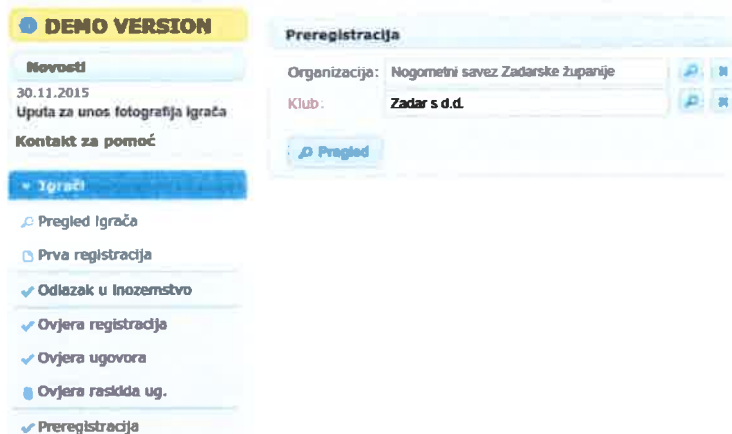 DEMO VERSION
Novosti
30.11.2015
Uputa za unos fotografija igrača
Kontakt za pomoć
Igrači
Pregled igrača
Prva registracija
Odlazak u inozemstvo
Ovjera registracija
Ovjera ugovora
Ovjera raskida ug.
Preregistracija
Preregistracija
Organizacija: Nogometni savez Zadarske županije
Klub: Zadar s d.d.
Pregled